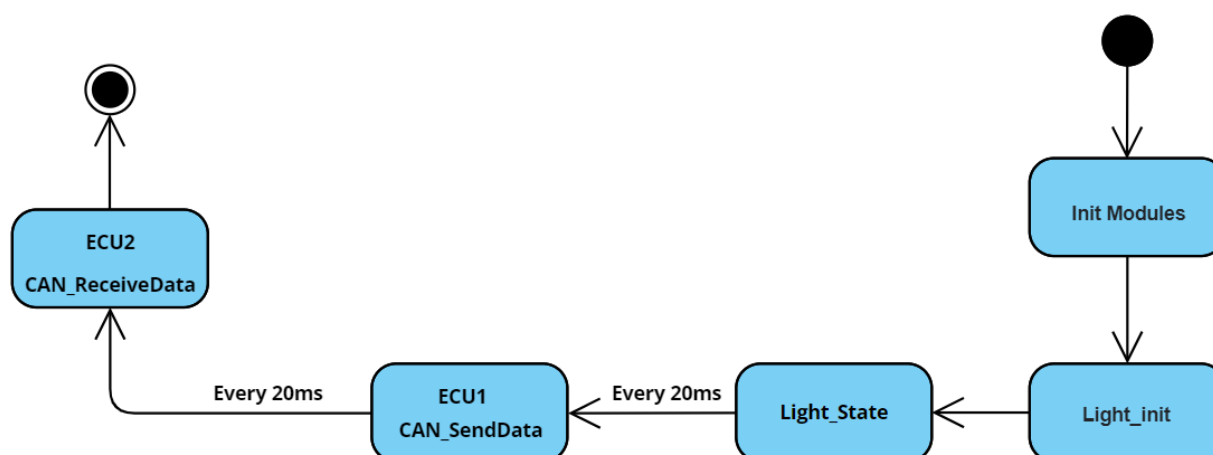 Init Modules
ECU2
CAN_ReceiveData
Every 20ms
ECU1
CAN_SendData
Every 20ms
Light_State
Light_init